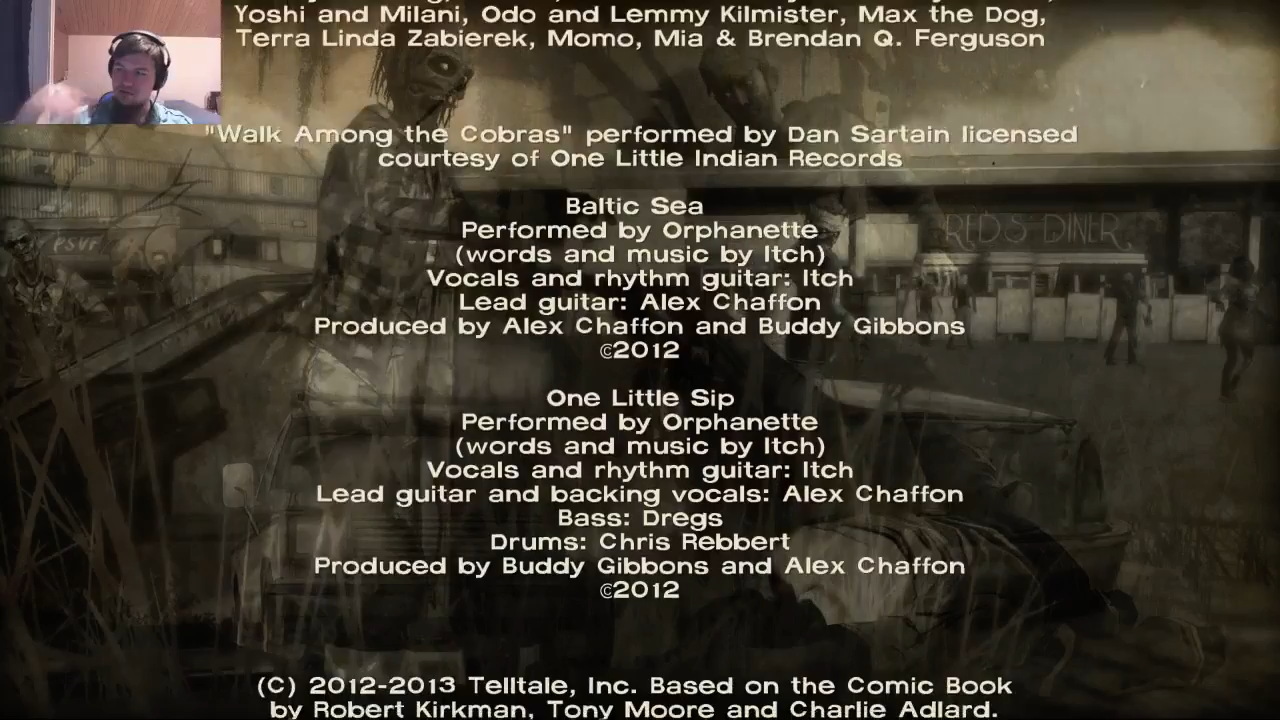 Yoshi and Milani, Odo and Lemmy Kilmister, Max the Dog,
Terra Linda Zabierek, Momo, Mia & Brendan Q. Ferguson
"Walk Among the Cobras" performed by Dan Sartain licensed
courtesy of One Little Indian Records
Baltic Sea
Performed by Orphanette
(words and music by Itch)
Vocals and rhythm guitar: Itch
Lead guitar: Alex Chaffon
Produced by Alex Chaffon and Buddy Gibbons
©2012
One Little Sip
Performed by Orphanette
(words and music by Itch)
Vocals and rhythm guitar: Itch
Lead guitar and backing vocals: Alex Chaffon
Bass: Dregs
Drums: Chris Rebbert
Produced by Buddy Gibbons and Alex Chaffon
©2012
(C) 2012-2013 Telltale, Inc. Based on the Comic Book
by Robert Kirkman, Tony Moore and Charlie Adlard.
RED'S DINER